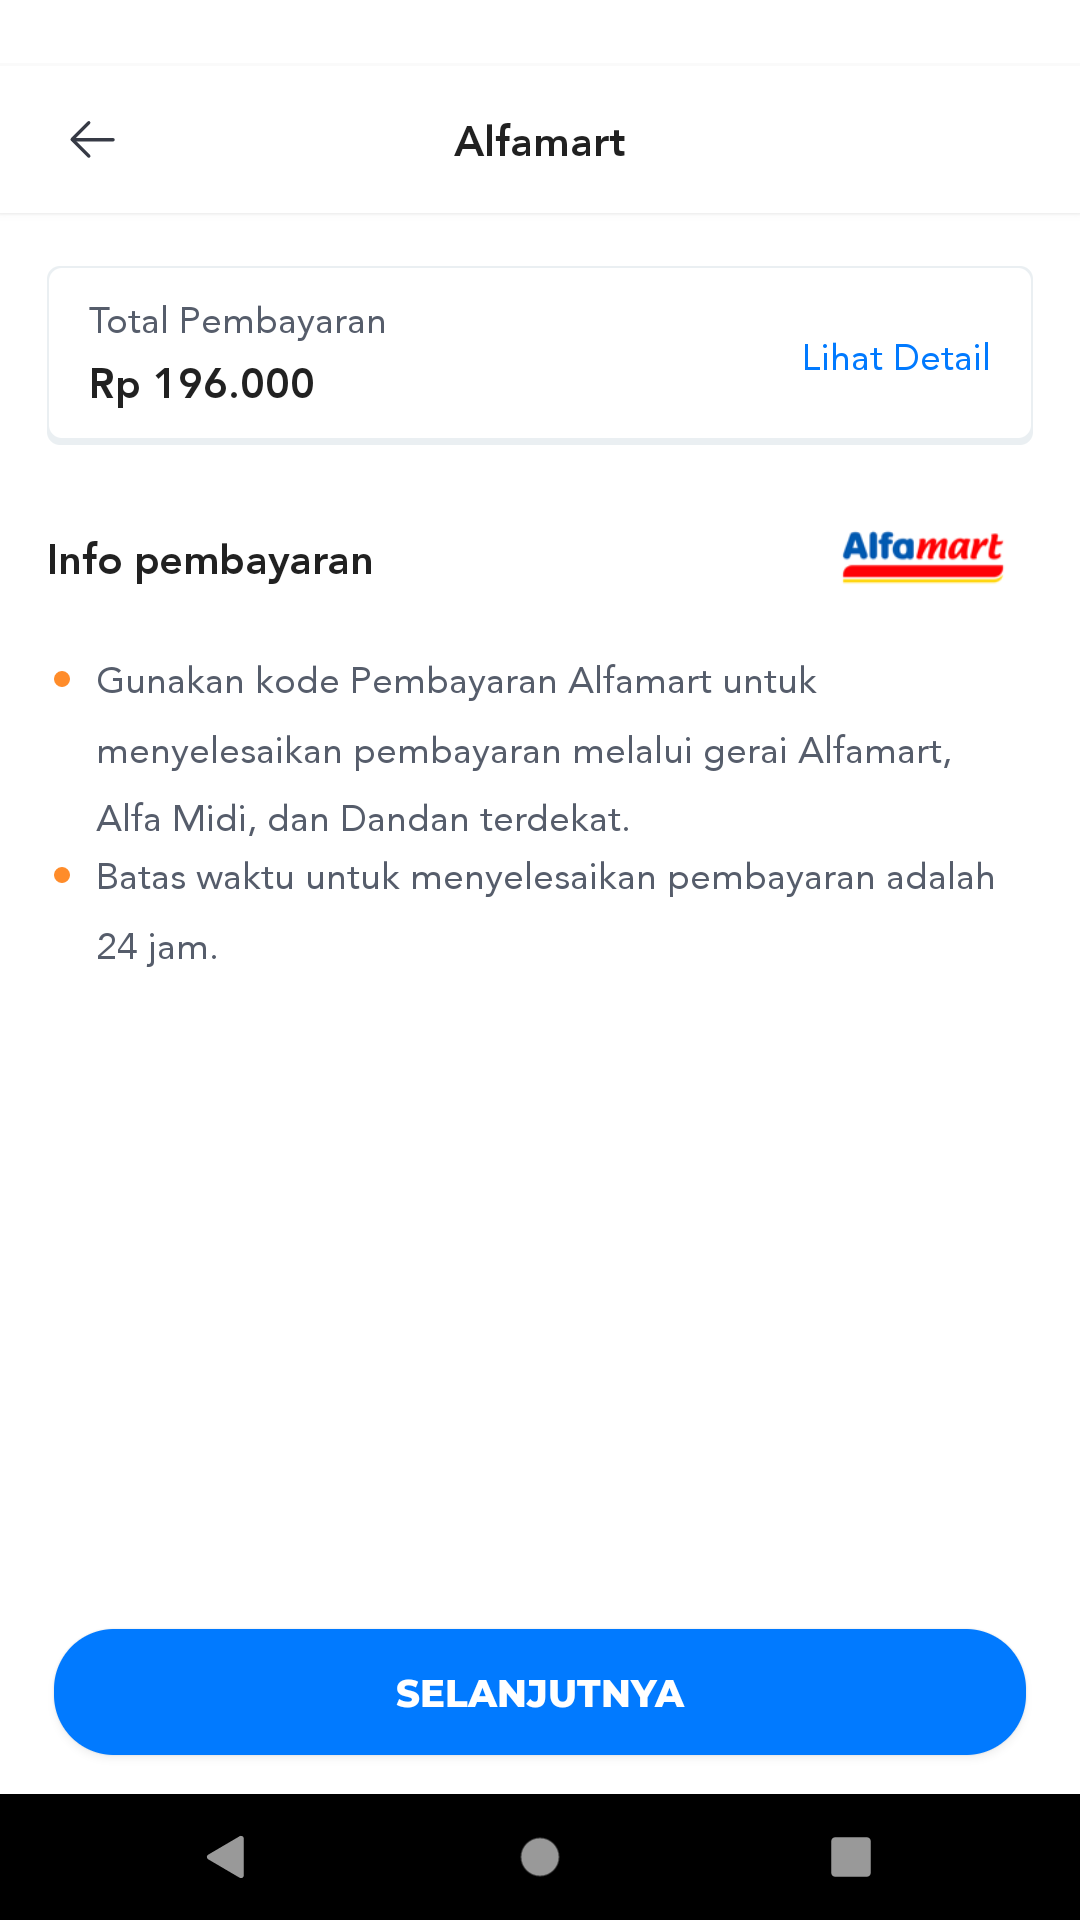 Alfamart
Total Pembayaran
Rp 196.000
Lihat Detail
Info pembayaran
Alfamart
Gunakan kode Pembayaran Alfamart untuk
menyelesaikan pembayaran melalui gerai Alfamart,
Alfa Midi, dan Dandan terdekat.
Batas waktu untuk menyelesaikan pembayaran adalah
24 jam.
SELANJUTNYA